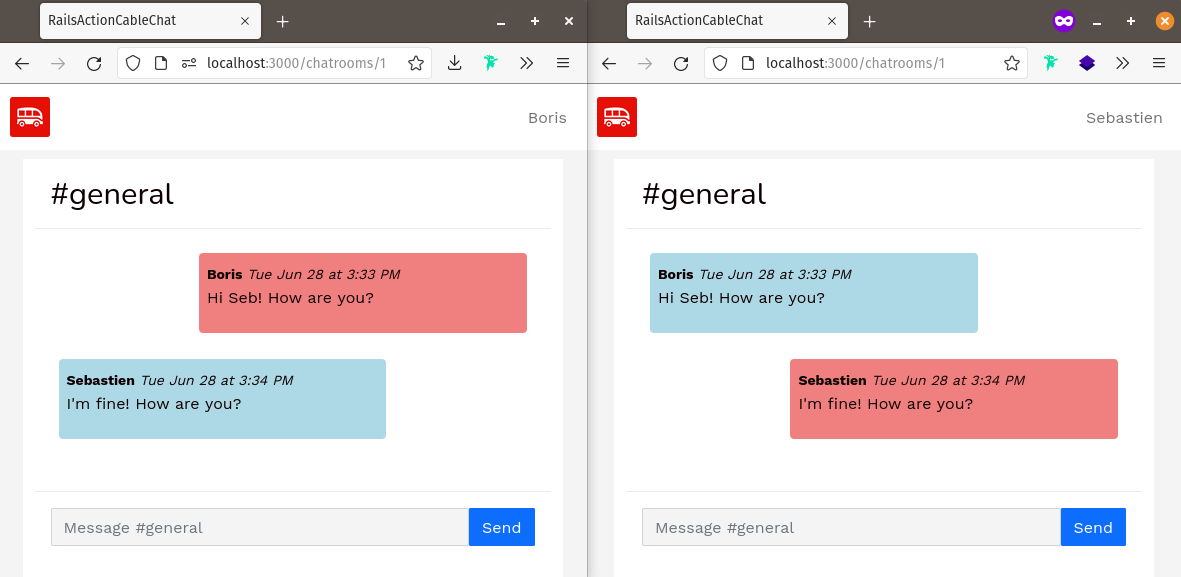 RailsActionCableChat
localhost:3000/chatrooms/1
Boris
#general
Boris Tue Jun 28 at 3:33 PM
Hi Seb! How are you?
Sebastien Tue Jun 28 at 3:34 PM
I'm fine! How are you?
Message #general
Send
RailsActionCableChat
localhost:3000/chatrooms/1
Sebastien
#general
Boris Tue Jun 28 at 3:33 PM
Hi Seb! How are you?
Sebastien Tue Jun 28 at 3:34 PM
I'm fine! How are you?
Message #general
Send